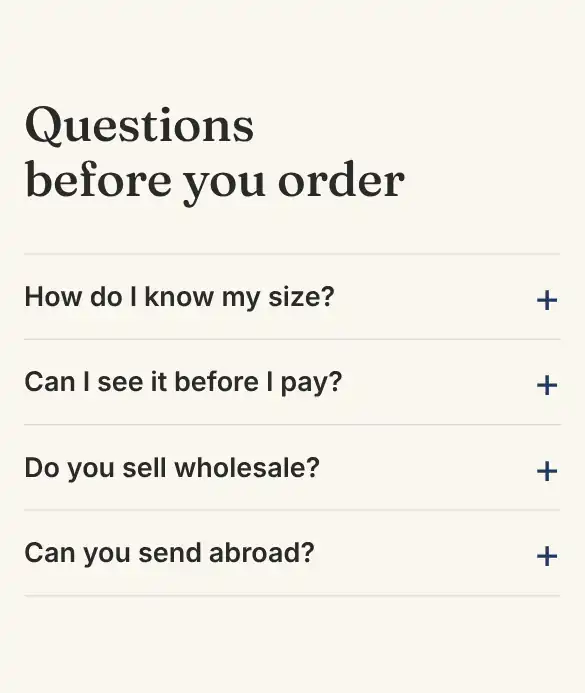 Questions
before you order
How do I know my size?
Can I see it before I pay?
Do you sell wholesale?
Can you send abroad?